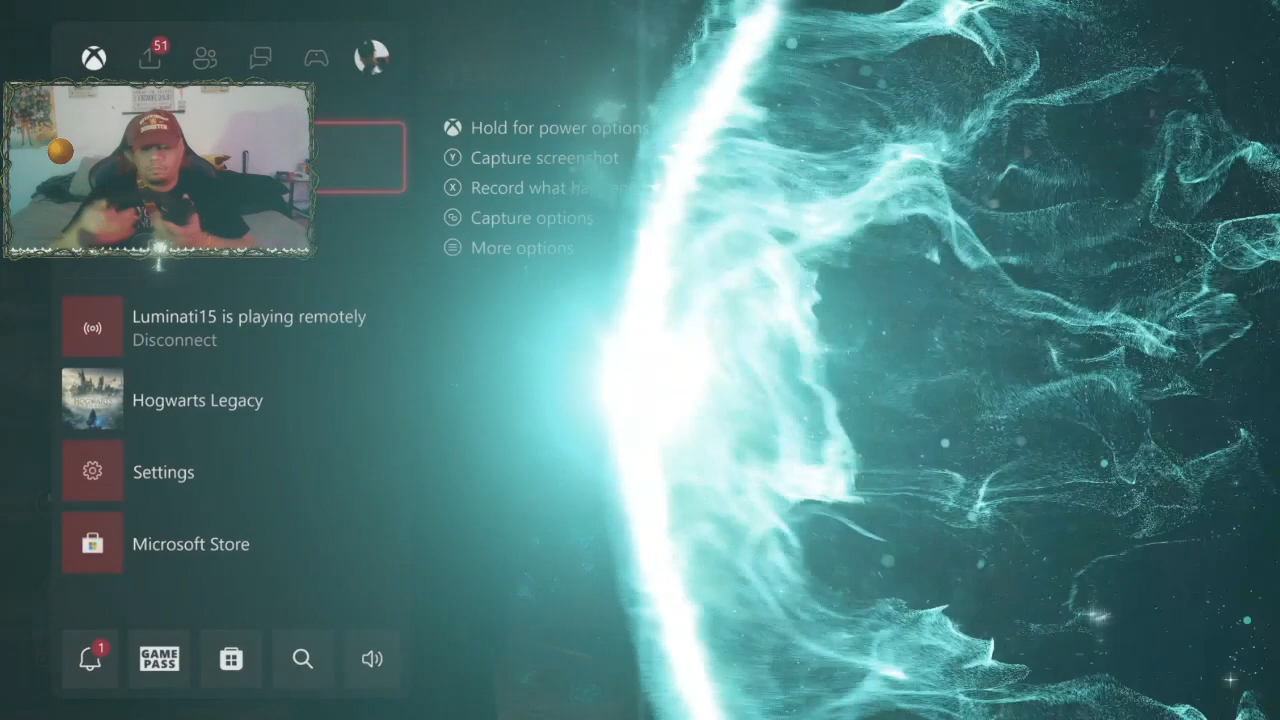 51
Hold for power options
Y Capture screenshot
X Record what
Capture options
More options
Luminati15 is playing remotely
Disconnect
Hogwarts Legacy
Settings
Microsoft Store
1
GAME
PASS